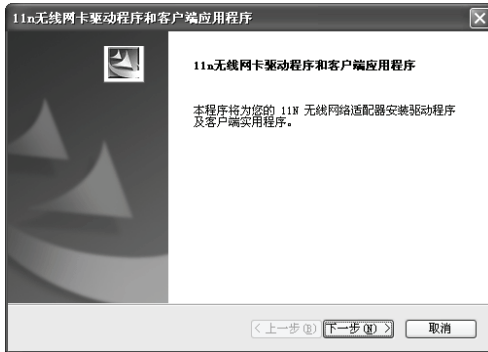 11n无线网卡驱动程序和客户端应用程序
11n无线网卡驱动程序和客户端应用程序
本程序将为您的 11N 无线网络适配器安装驱动程序
及客户端实用程序。
< 上一步(B) 下一步(N) > 取消